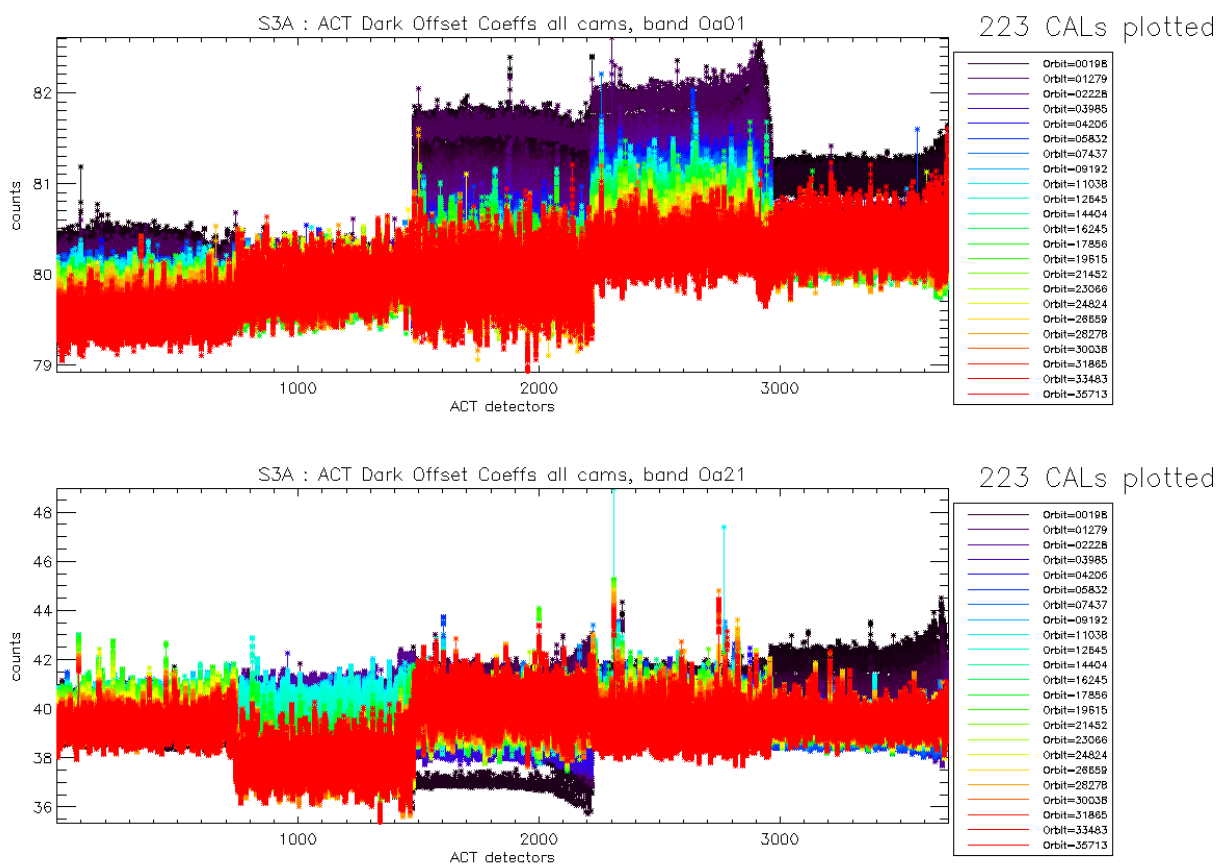 S3A : ACT Dark Offset Coeffs all cams, band Oa01
223 CALs plotted
counts
82
81
80
79
1000
2000
3000
ACT detectors
Orbit=00198
Orbit=01279
Orbit=02228
Orbit=03985
Orbit=04206
Orbit=05832
Orbit=07437
Orbit=09192
Orbit=11038
Orbit=12645
Orbit=14404
Orbit=16245
Orbit=17856
Orbit=19615
Orbit=21452
Orbit=23066
Orbit=24824
Orbit=26659
Orbit=28278
Orbit=30038
Orbit=31865
Orbit=33483
Orbit=35713
S3A : ACT Dark Offset Coeffs all cams, band Oa21
223 CALs plotted
counts
48
46
44
42
40
38
36
1000
2000
3000
ACT detectors
Orbit=00198
Orbit=01279
Orbit=02228
Orbit=03985
Orbit=04206
Orbit=05832
Orbit=07437
Orbit=09192
Orbit=11038
Orbit=12645
Orbit=14404
Orbit=16245
Orbit=17856
Orbit=19615
Orbit=21452
Orbit=23066
Orbit=24824
Orbit=26659
Orbit=28278
Orbit=30038
Orbit=31865
Orbit=33483
Orbit=35713